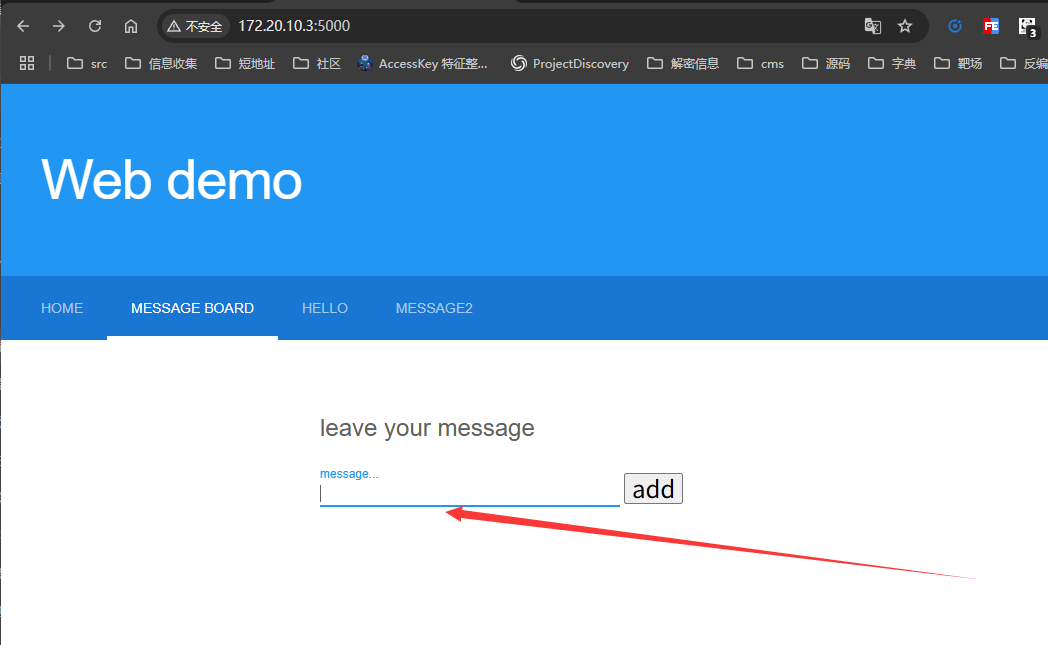 不安全 172.20.10.3:5000
src 信息收集 短地址 社区 AccessKey 特征整... ProjectDiscovery 解密信息 cms 源码 字典 靶场 反编
Web demo
HOME MESSAGE BOARD HELLO MESSAGE2
leave your message
message...
add
FE
3